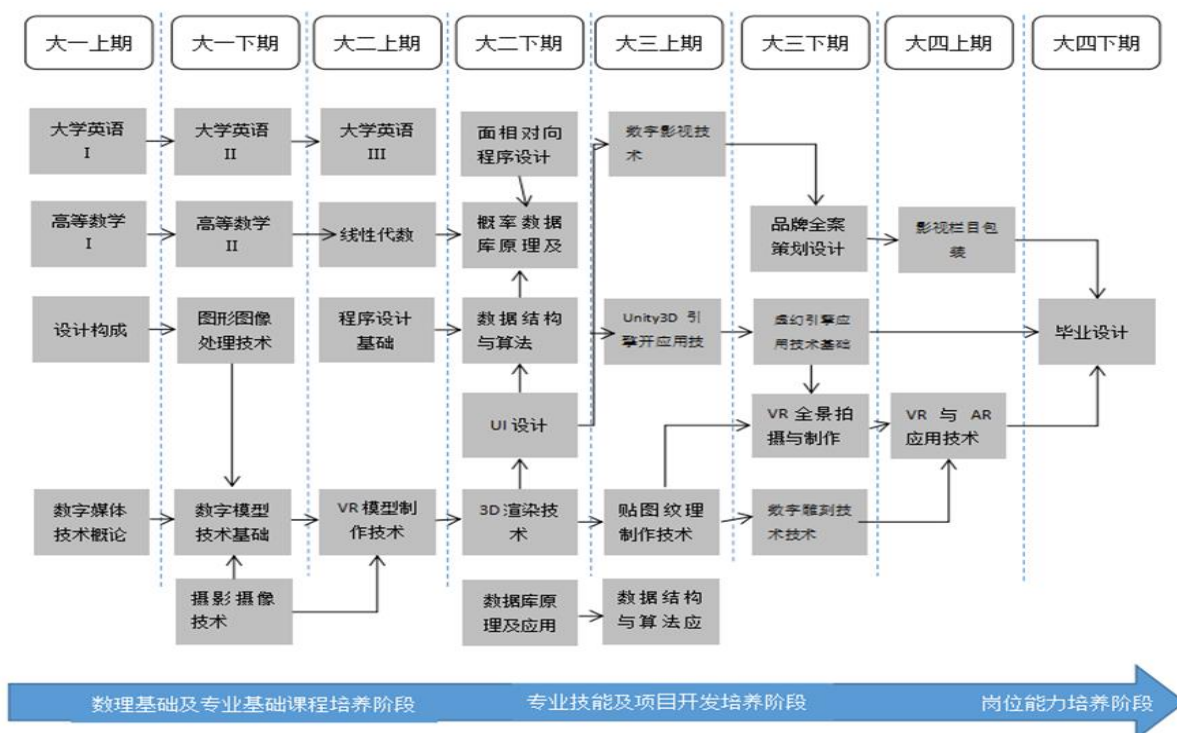 大一上期
大一下期
大二上期
大二下期
大三上期
大三下期
大四上期
大四下期
大学英语
I
大学英语
II
大学英语
III
面相对向
程序设计
数字影视技
术
高等数学
I
高等数学
II
线性代数
概率数据
库原理及
品牌全案
策划设计
影视栏目包
装
设计构成
图形图像
处理技术
程序设计
基础
数据结构
与算法
Unity3D 引
擎开应用技
虚幻引擎应
用技术基础
毕业设计
UI 设计
VR 全景拍
摄与制作
VR 与 AR
应用技术
数字媒体
技术概论
数字模型
技术基础
VR 模型制
作技术
3D 渲染技
术
贴图纹理
制作技术
数字雕刻技
术技术
摄影摄像
技术
数据库原
理及应用
数据结构
与算法应
数理基础及专业基础课程培养阶段
专业技能及项目开发培养阶段
岗位能力培养阶段